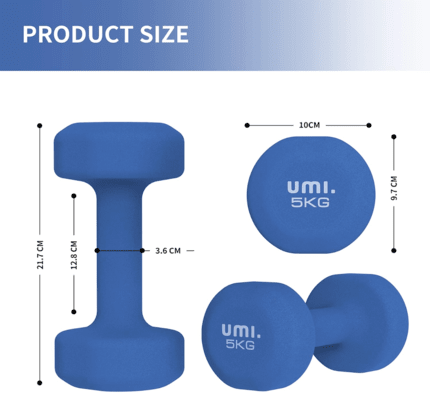 PRODUCT SIZE
10CM
umi.
5KG
9.7 CM
21.7 CM
12.8 CM
3.6 CM
umi.
5KG